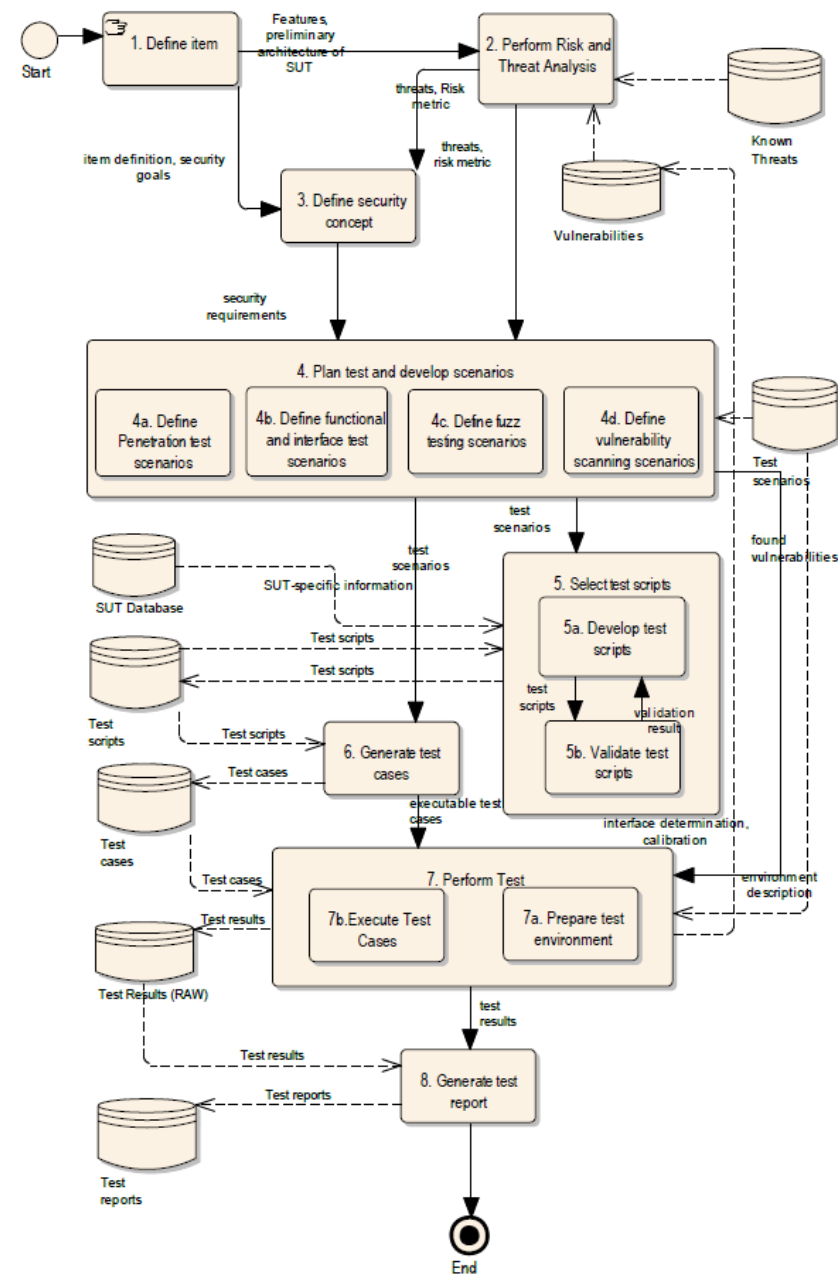 Start
1. Define item
Features,
preliminary
architecture of
SUT
2. Perform Risk and
Threat Analysis
Known
Threats
threats, Risk
metric
threats,
risk metric
item definition, security
goals
3. Define security
concept
Vulnerabilities
security
requirements
4. Plan test and develop scenarios
4a. Define
Penetration test
scenarios
4b. Define functional
and interface test
scenarios
4c. Define fuzz
testing scenarios
4d. Define
vulnerability
scanning scenarios
Test
scenarios
test
scenarios
test
scenarios
found
vulnerabilities
SUT Database
SUT-specific information
5. Select test scripts
5a. Develop test
scripts
test
scripts
validation
result
5b. Validate test
scripts
Test scripts
Test scripts
Test
scripts
Test scripts
6. Generate test
cases
Test cases
Test
cases
executable test
cases
interface determination,
calibration
Test cases
7. Perform Test
7b.Execute Test
Cases
7a. Prepare test
environment
environment
description
Test results
Test Results (RAW)
test
results
Test results
8. Generate test
report
Test reports
Test
reports
End